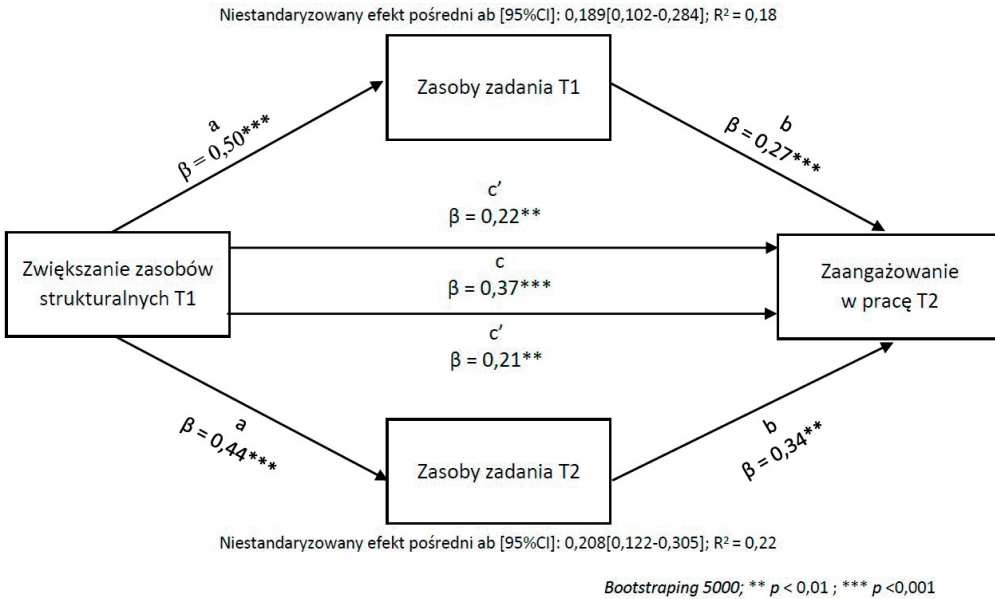 Niestandaryzowany efekt pośredni ab [95%CI]: 0,189[0,102-0,284]; R² = 0,18
Zasoby zadania T1
a
β = 0,50***
b
β = 0,27***
c’
β = 0,22**
Zwiększanie zasobów
strukturalnych T1
c
β = 0,37***
Zaangażowanie
w pracę T2
c’
β = 0,21**
a
β = 0,44***
Zasoby zadania T2
b
β = 0,34**
Niestandaryzowany efekt pośredni ab [95%CI]: 0,208[0,122-0,305]; R² = 0,22
Bootstraping 5000; ** p < 0,01 ; *** p <0,001